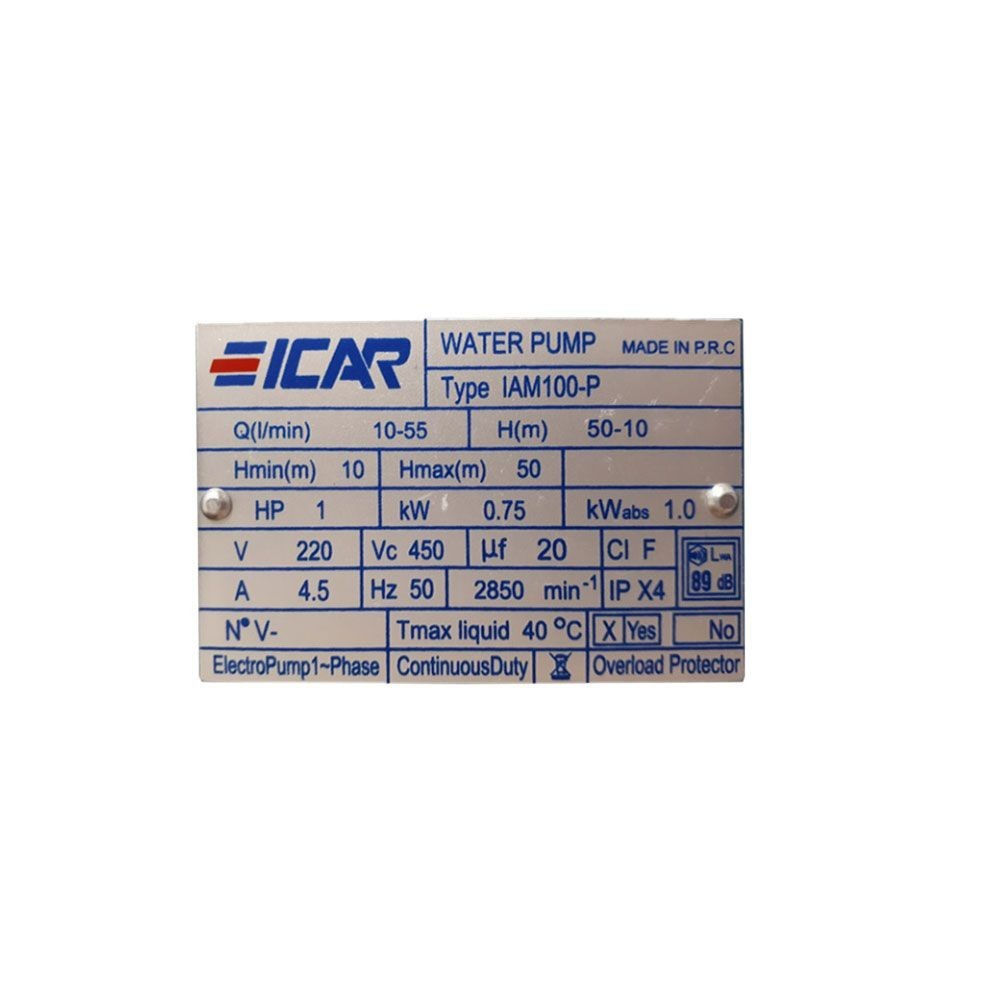 ICAR
WATER PUMP MADE IN P.R.C
Type IAM100-P
Q(l/min) 10-55 H(m) 50-10
Hmin(m) 10 Hmax(m) 50
HP 1 kW 0.75 kWabs 1.0
V 220 Vc 450 µf 20 Cl F LWA
A 4.5 Hz 50 2850 min-1 IP X4 89 dB
N° V- Tmax liquid 40 °C X Yes No
ElectroPump1~Phase ContinuousDuty Overload Protector